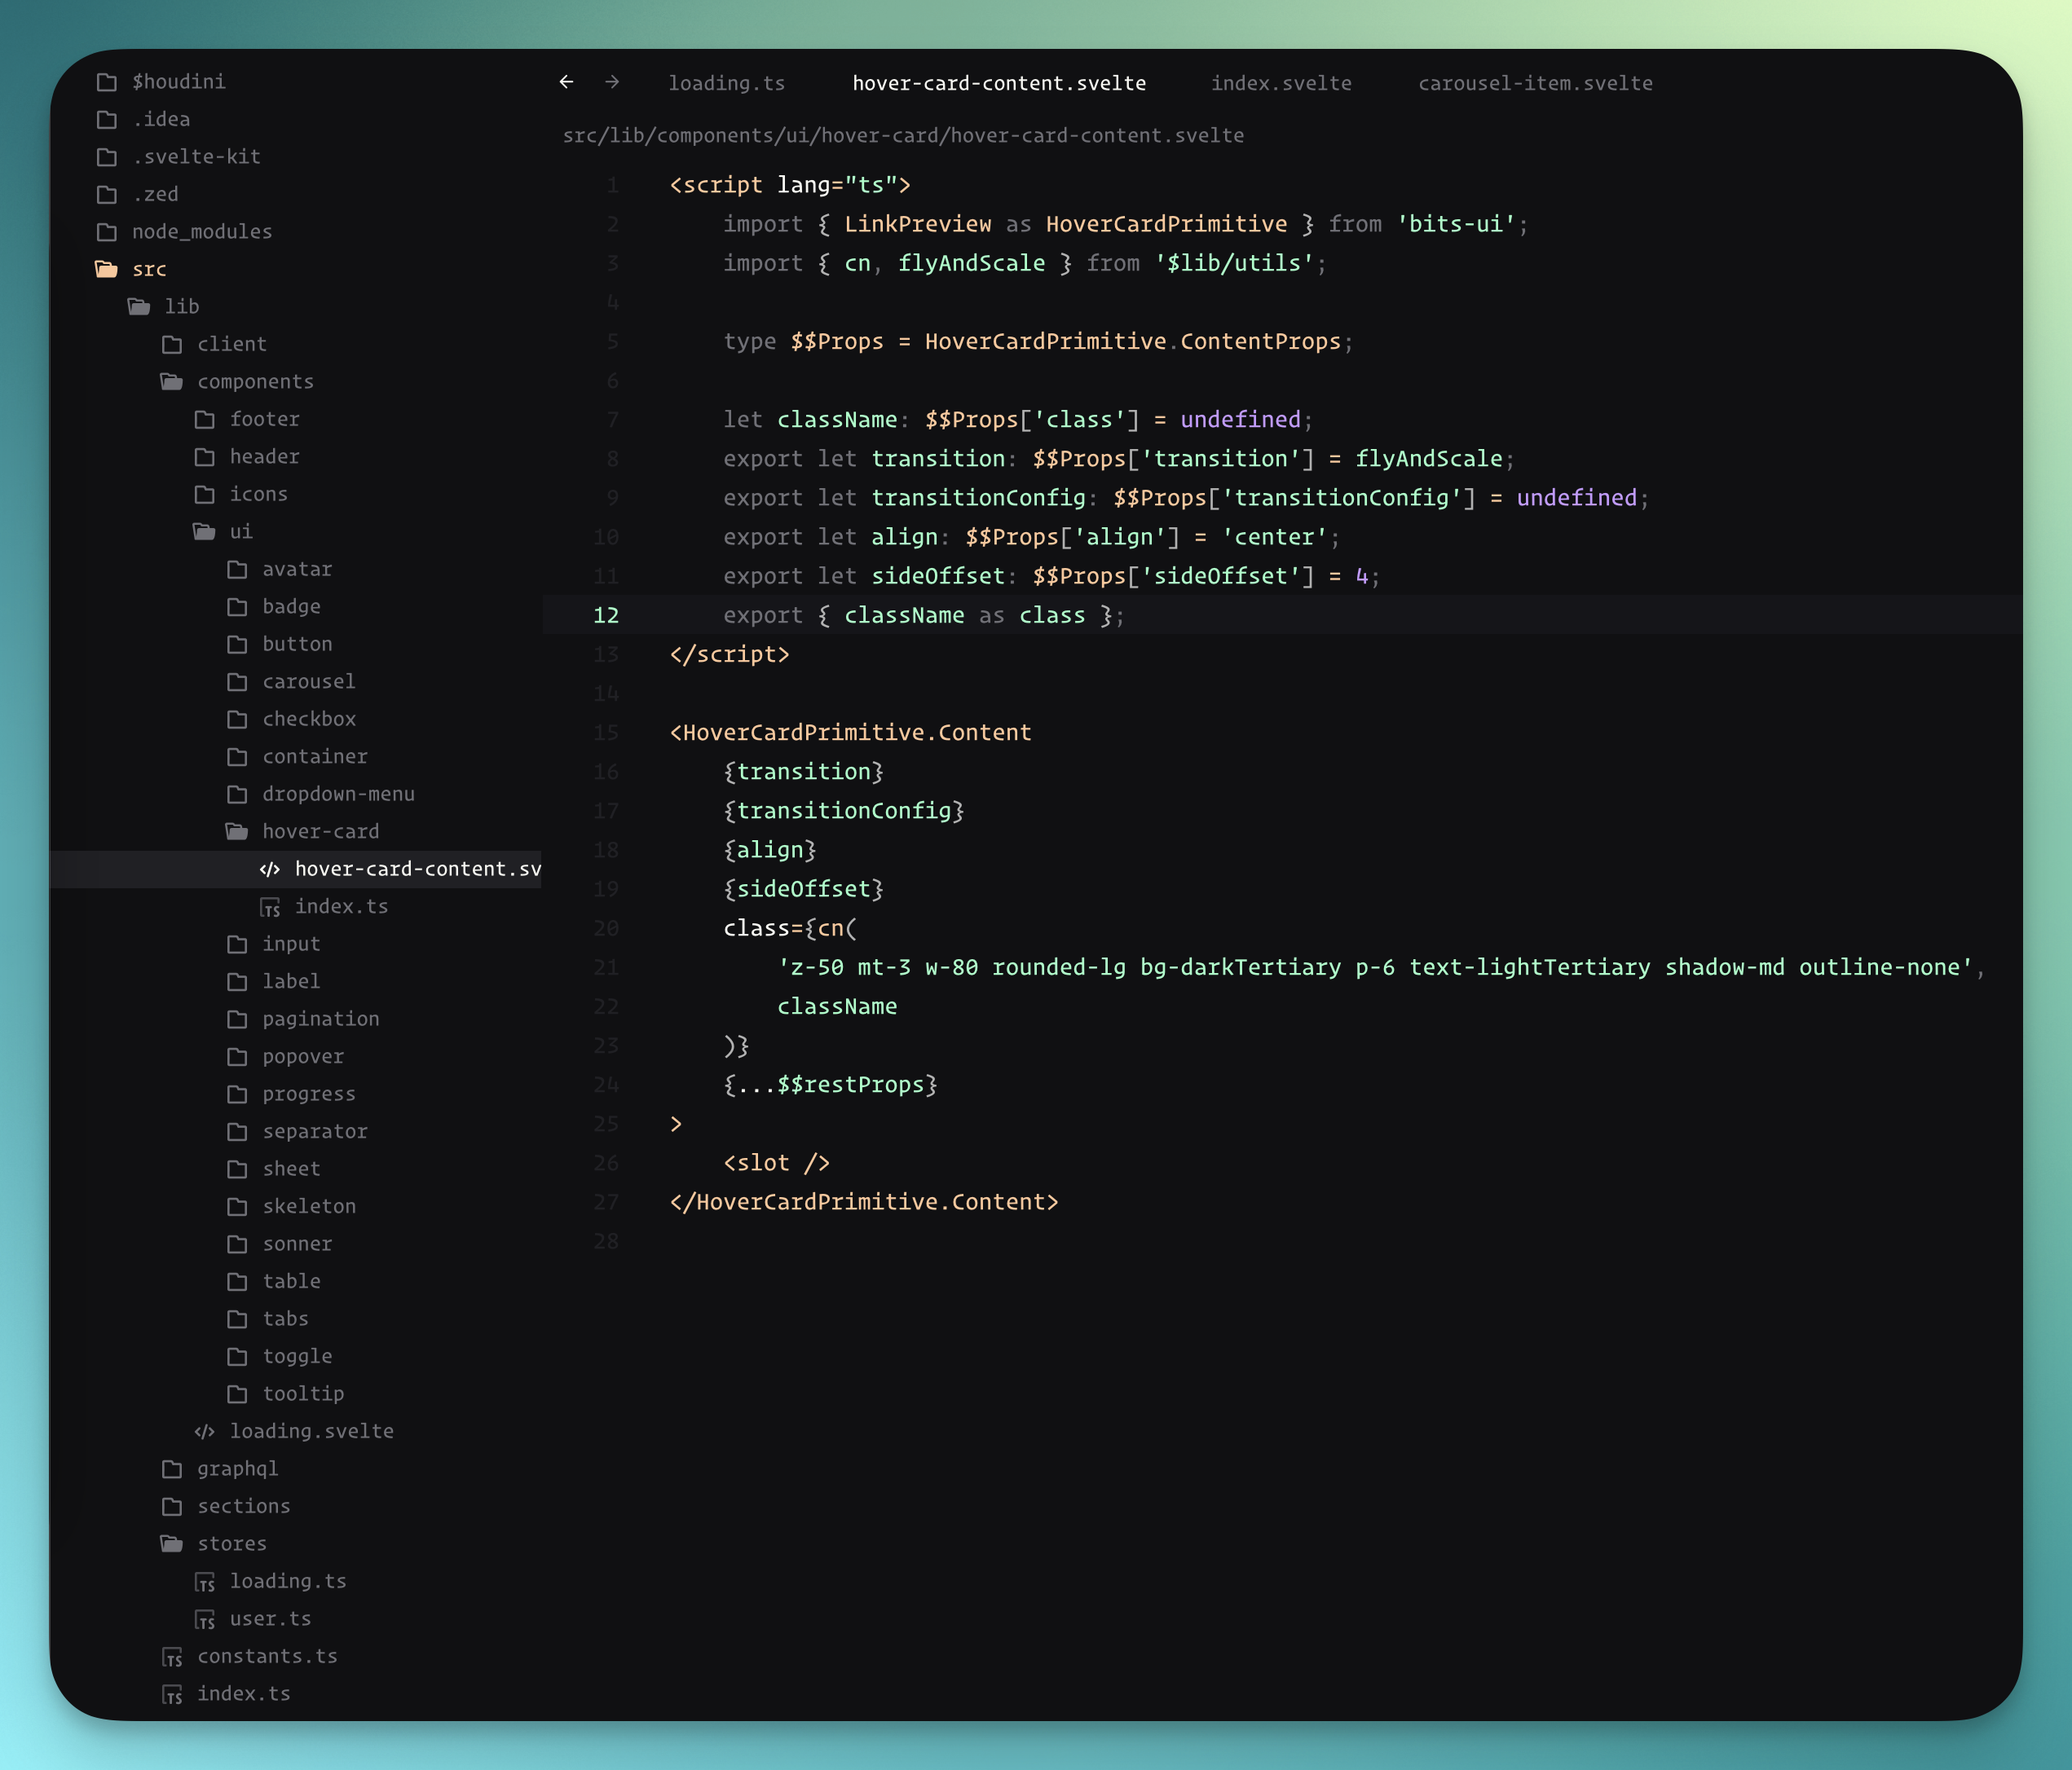 $houdini
.idea
.svelte-kit
.zed
node_modules
src
lib
client
components
footer
header
icons
ui
avatar
badge
button
carousel
checkbox
container
dropdown-menu
hover-card
hover-card-content.sv
index.ts
input
label
pagination
popover
progress
separator
sheet
skeleton
sonner
table
tabs
toggle
tooltip
loading.svelte
graphql
sections
stores
TS loading.ts
TS user.ts
TS constants.ts
TS index.ts
loading.ts hover-card-content.svelte index.svelte carousel-item.svelte
src/lib/components/ui/hover-card/hover-card-content.svelte
1 <script lang="ts">
2     import { LinkPreview as HoverCardPrimitive } from 'bits-ui';
3     import { cn, flyAndScale } from '$lib/utils';
4
5     type $$Props = HoverCardPrimitive.ContentProps;
6
7     let className: $$Props['class'] = undefined;
8     export let transition: $$Props['transition'] = flyAndScale;
9     export let transitionConfig: $$Props['transitionConfig'] = undefined;
10     export let align: $$Props['align'] = 'center';
11     export let sideOffset: $$Props['sideOffset'] = 4;
12     export { className as class };
13 </script>
14
15 <HoverCardPrimitive.Content
16     {transition}
17     {transitionConfig}
18     {align}
19     {sideOffset}
20     class={cn(
21         'z-50 mt-3 w-80 rounded-lg bg-darkTertiary p-6 text-lightTertiary shadow-md outline-none',
22         className
23     )}
24     {...$$restProps}
25 >
26     <slot />
27 </HoverCardPrimitive.Content>
28